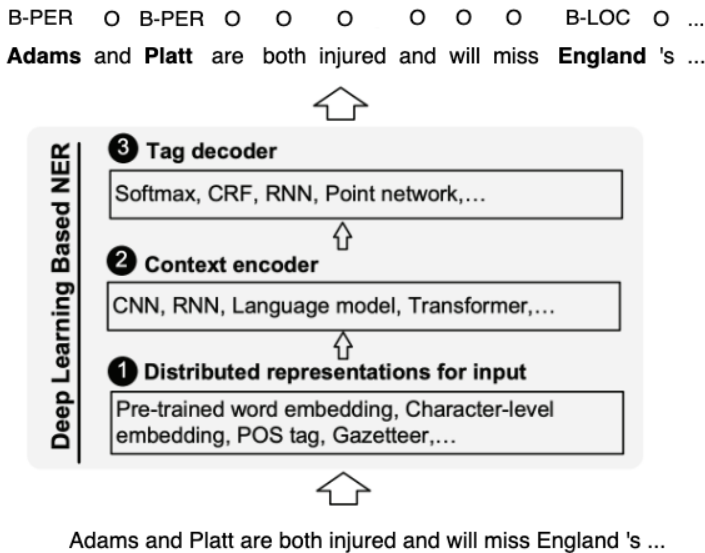 B-PER O B-PER O O O O O O B-LOC O ...
Adams and Platt are both injured and will miss England 's ...
Deep Learning Based NER
3 Tag decoder
Softmax, CRF, RNN, Point network,...
2 Context encoder
CNN, RNN, Language model, Transformer,...
1 Distributed representations for input
Pre-trained word embedding, Character-level
embedding, POS tag, Gazetteer,...
Adams and Platt are both injured and will miss England 's ...